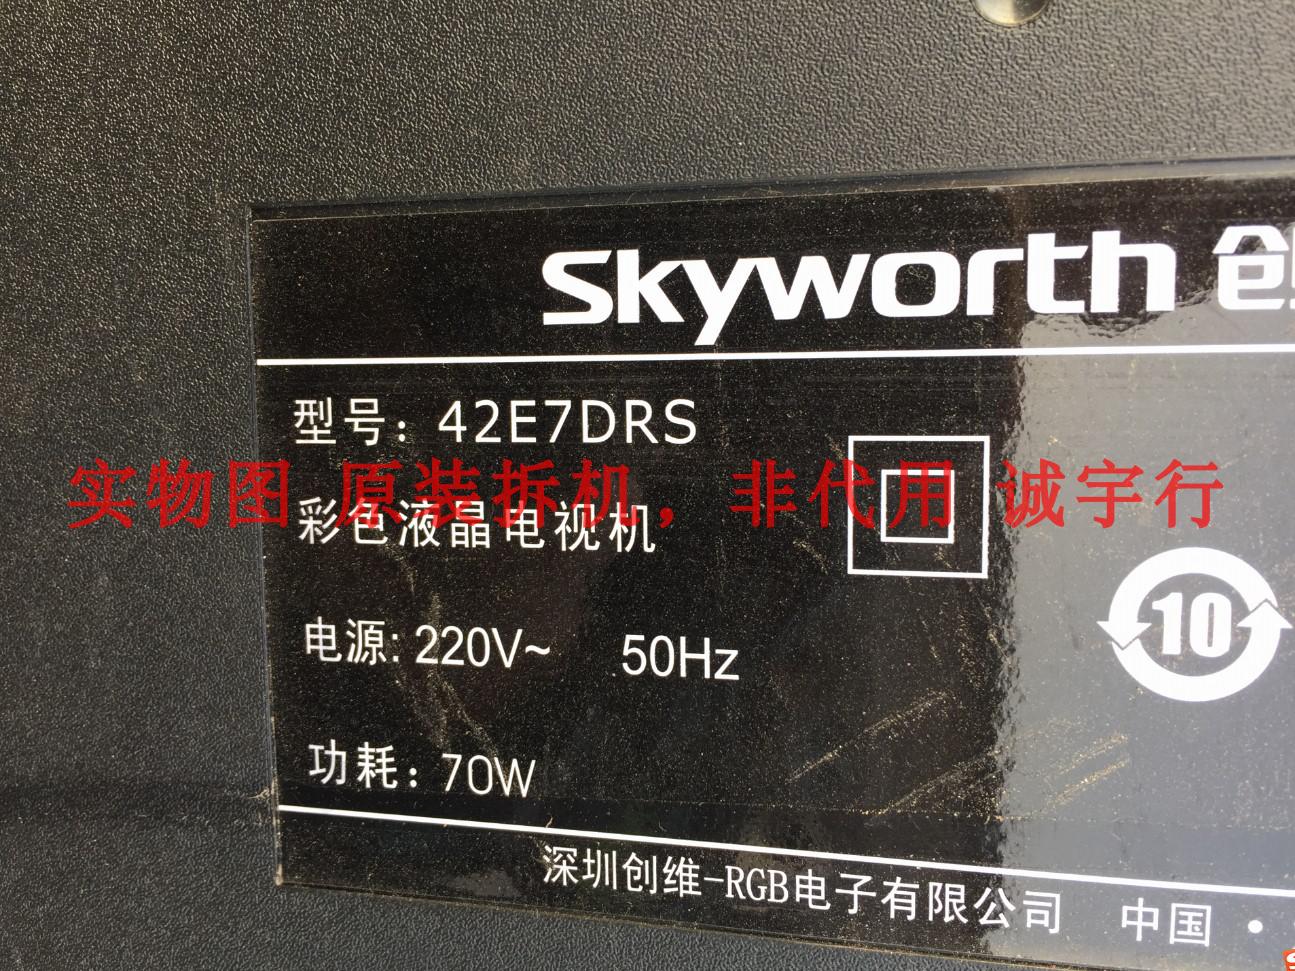 Skyworth 创
型号：42E7DRS
实物图 原装拆机，非代用 诚宇行
彩色液晶电视机
10
电源: 220V~ 50Hz
功耗：70W
深圳创维-RGB电子有限公司 中国·